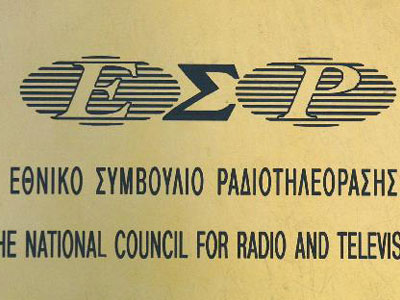 ΕΣΡ
ΕΘΝΙΚΟ ΣΥΜΒΟΥΛΙΟ ΡΑΔΙΟΤΗΛΕΟΡΑΣΗΣ
HE NATIONAL COUNCIL FOR RADIO AND TELEVIS